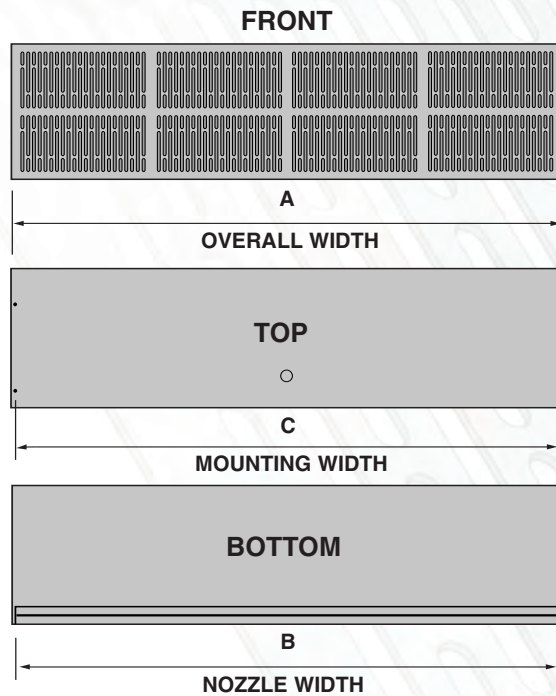 FRONT
A
OVERALL WIDTH
TOP
C
MOUNTING WIDTH
BOTTOM
B
NOZZLE WIDTH